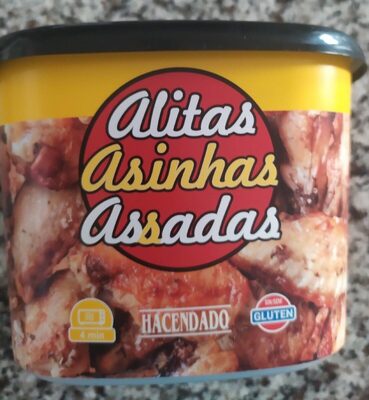 Alitas
Asinhas
Assadas
4 min
HACENDADO
SIN/SEM
GLUTEN